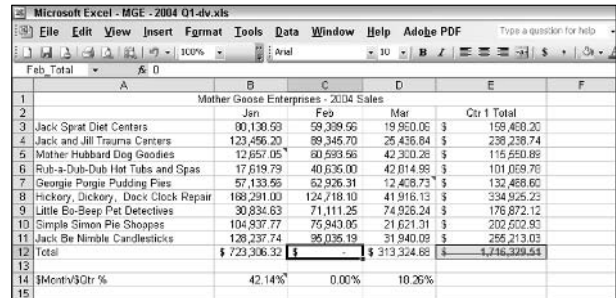 Microsoft Excel - MGE - 2004 Q1-dv.xls
File Edit View Insert Format Tools Data Window Help Adobe PDF Type a question for help
100% Arial 10 B I $
Feb_Total fx 0
A B C D E F
1 Mother Goose Enterprises - 2004 Sales
2 Jan Feb Mar Qtr 1 Total
3 Jack Sprat Diet Centers 80,138.58 59,389.56 19,960.06 $ 159,488.20
4 Jack and Jill Trauma Centers 123,456.20 89,345.70 25,436.84 $ 238,238.74
5 Mother Hubbard Dog Goodies 12,657.05 60,593.56 42,300.28 $ 115,550.89
6 Rub-a-Dub-Dub Hot Tubs and Spas 17,619.79 40,635.00 42,814.99 $ 101,069.78
7 Georgie Porgie Pudding Pies 57,133.56 62,926.31 12,408.73 $ 132,468.60
8 Hickory, Dickory, Dock Clock Repair 168,291.00 124,718.10 41,916.13 $ 334,925.23
9 Little Bo-Beep Pet Detectives 30,834.63 71,111.25 74,926.24 $ 176,872.12
10 Simple Simon Pie Shoppes 104,937.77 75,943.85 21,621.31 $ 202,502.93
11 Jack Be Nimble Candlesticks 128,237.74 95,035.19 31,940.09 $ 255,213.03
12 Total $ 723,306.32 $ - $ 313,324.68 $ 1,716,329.51
13
14 $Month/$Qtr % 42.14% 0.00% 18.26%
15